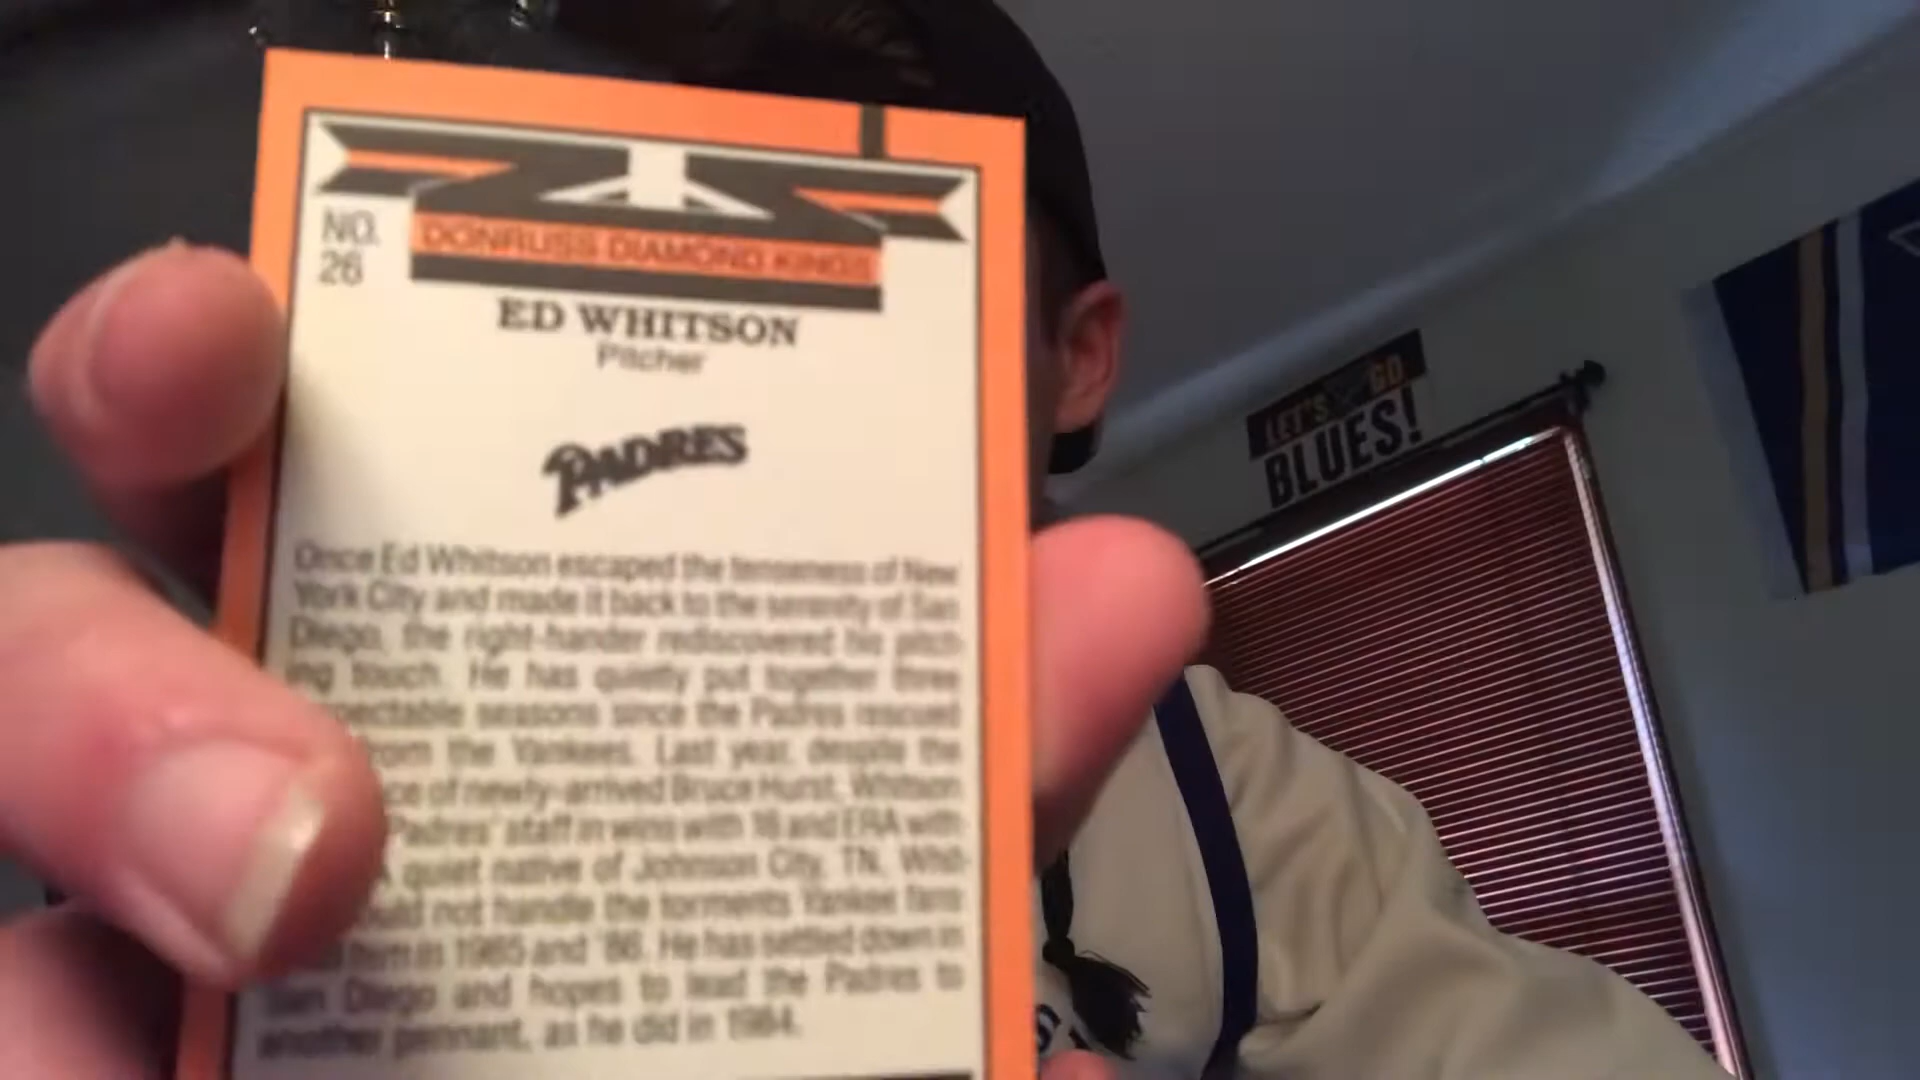 NO.
26
DONRUSS DIAMOND KINGS
ED WHITSON
Pitcher
PADRES
Once Ed Whitson escaped the tenseness of New
York City and made it back to the serenity of San
Diego, the right-hander rediscovered his pitch-
ing touch. He has quietly put together three
pectable seasons since the Padres rescued
from the Yankees. Last year, despite the
ce of newly-arrived Bruce Hurst, Whitson
Padres' staff in wins with 16 and ERA with
A quiet native of Johnson City, TN, Whit-
ould not handle the torments Yankee fans
him in 1985 and '86. He has settled down in
San Diego and hopes to lead the Padres to
another pennant, as he did in 1984.
LET'S GO
BLUES!